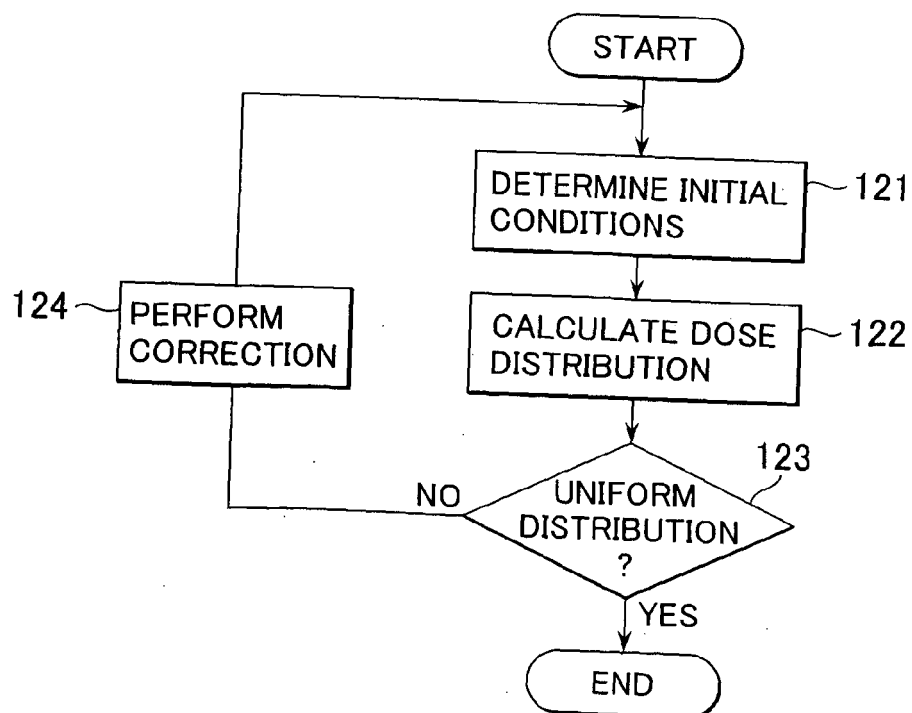 START
DETERMINE INITIAL
CONDITIONS
121
CALCULATE DOSE
DISTRIBUTION
122
124
PERFORM
CORRECTION
123
NO
UNIFORM
DISTRIBUTION
?
YES
END